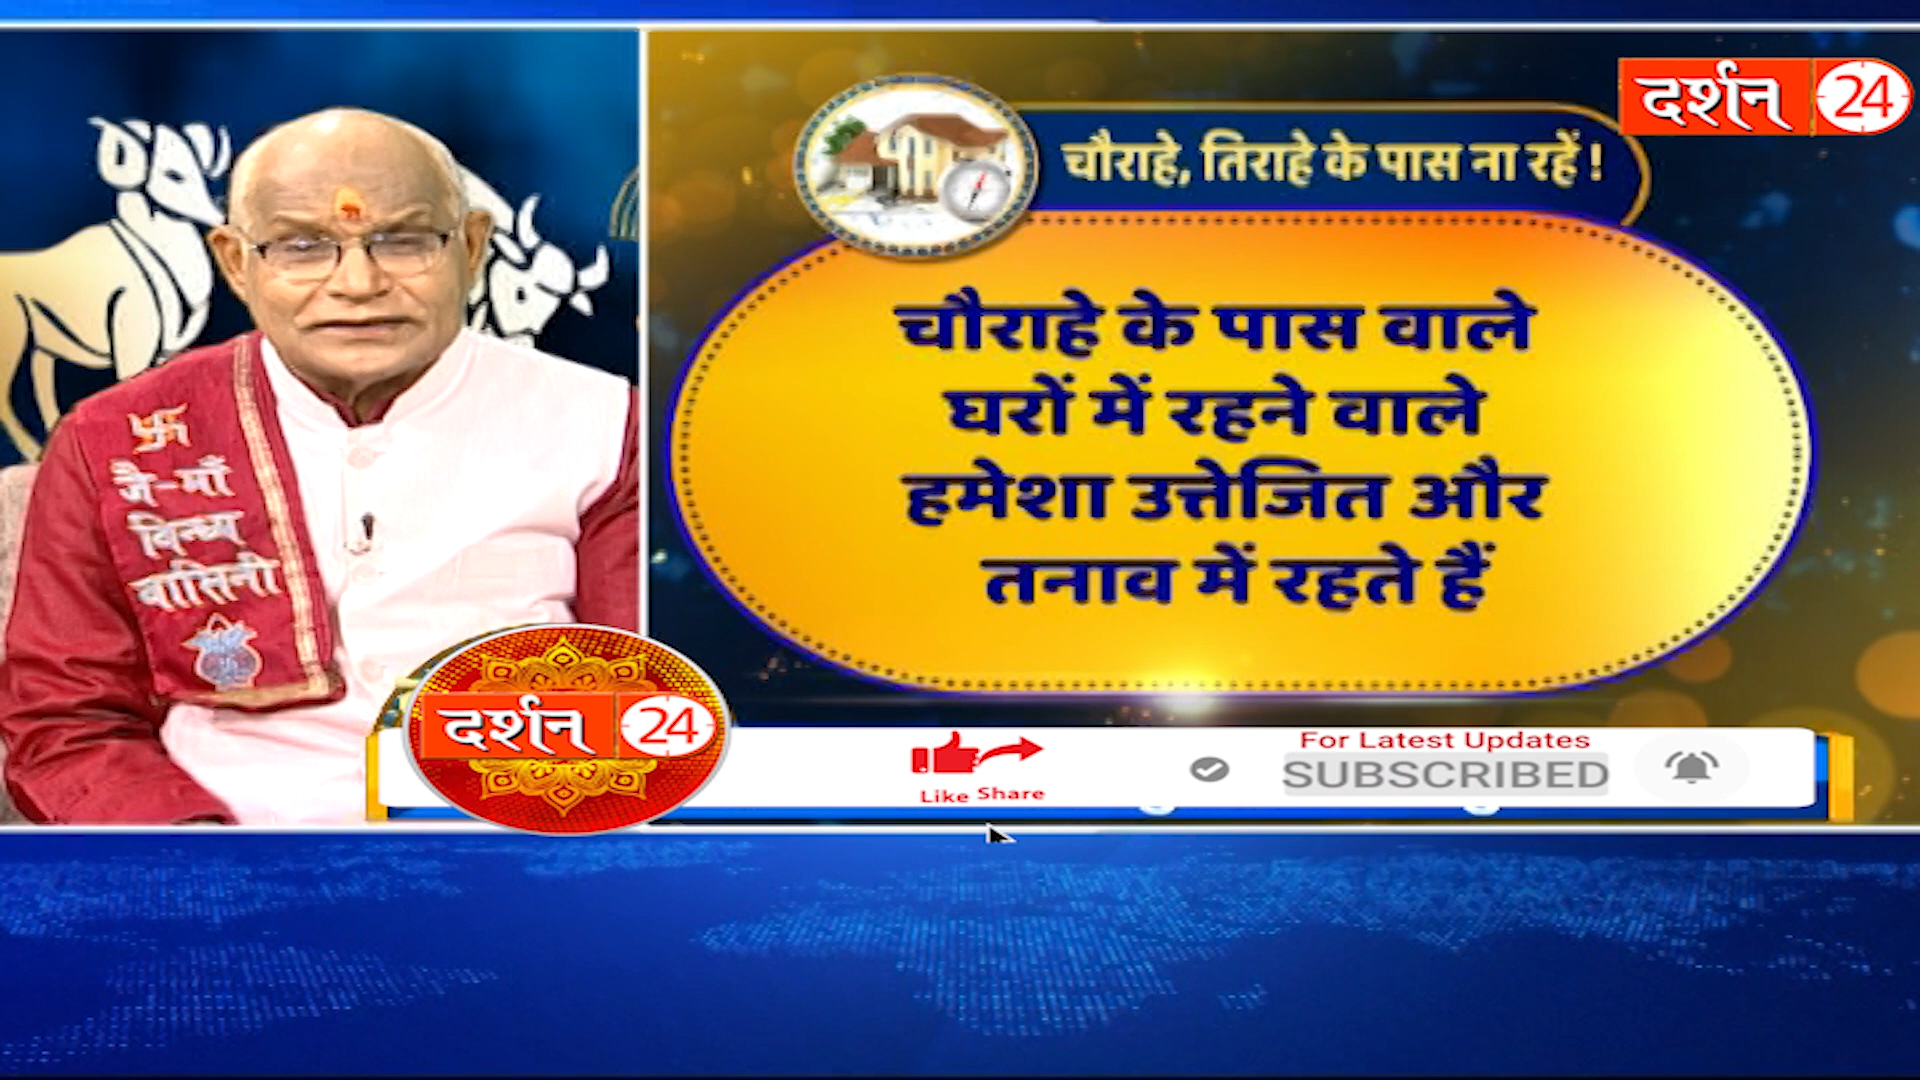 दर्शन 24
चौराहे, तिराहे के पास ना रहें !
चौराहे के पास वाले
घरों में रहने वाले
हमेशा उत्तेजित और
तनाव में रहते हैं
जै-माँ
विन्ध्य
वासिनी
दर्शन 24
Like Share
For Latest Updates
SUBSCRIBED